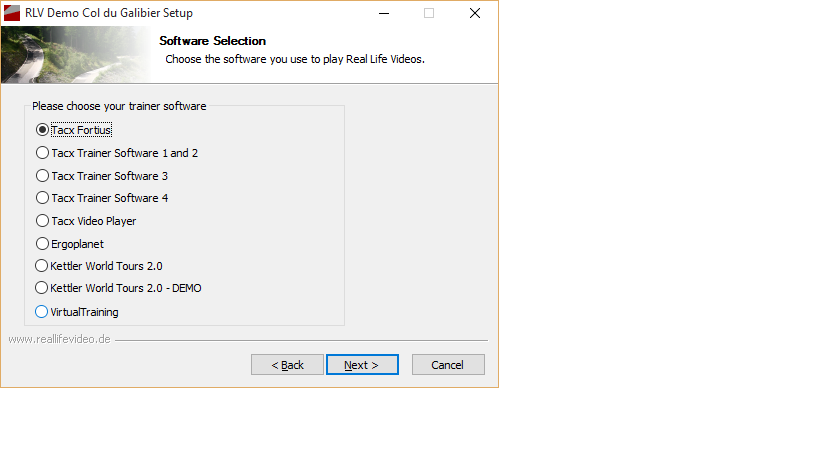 RLV Demo Col du Galibier Setup
Software Selection
Choose the software you use to play Real Life Videos.
Please choose your trainer software
Tacx Fortius
Tacx Trainer Software 1 and 2
Tacx Trainer Software 3
Tacx Trainer Software 4
Tacx Video Player
Ergoplanet
Kettler World Tours 2.0
Kettler World Tours 2.0 - DEMO
VirtualTraining
www.reallifevideo.de
< Back Next > Cancel